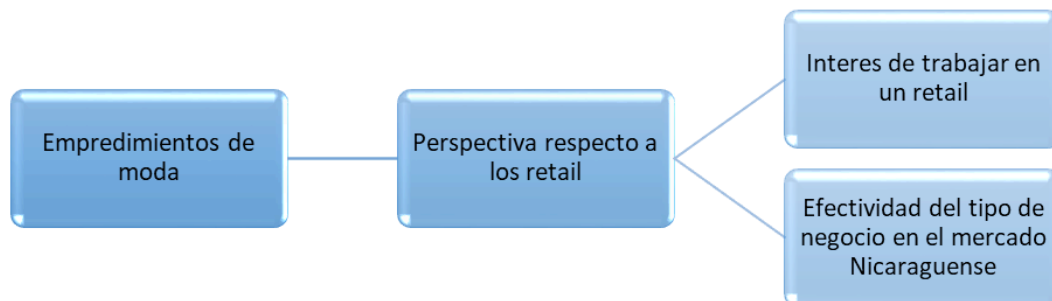 Empredimientos de
moda
Perspectiva respecto a
los retail
Interes de trabajar en
un retail
Efectividad del tipo de
negocio en el mercado
Nicaraguense